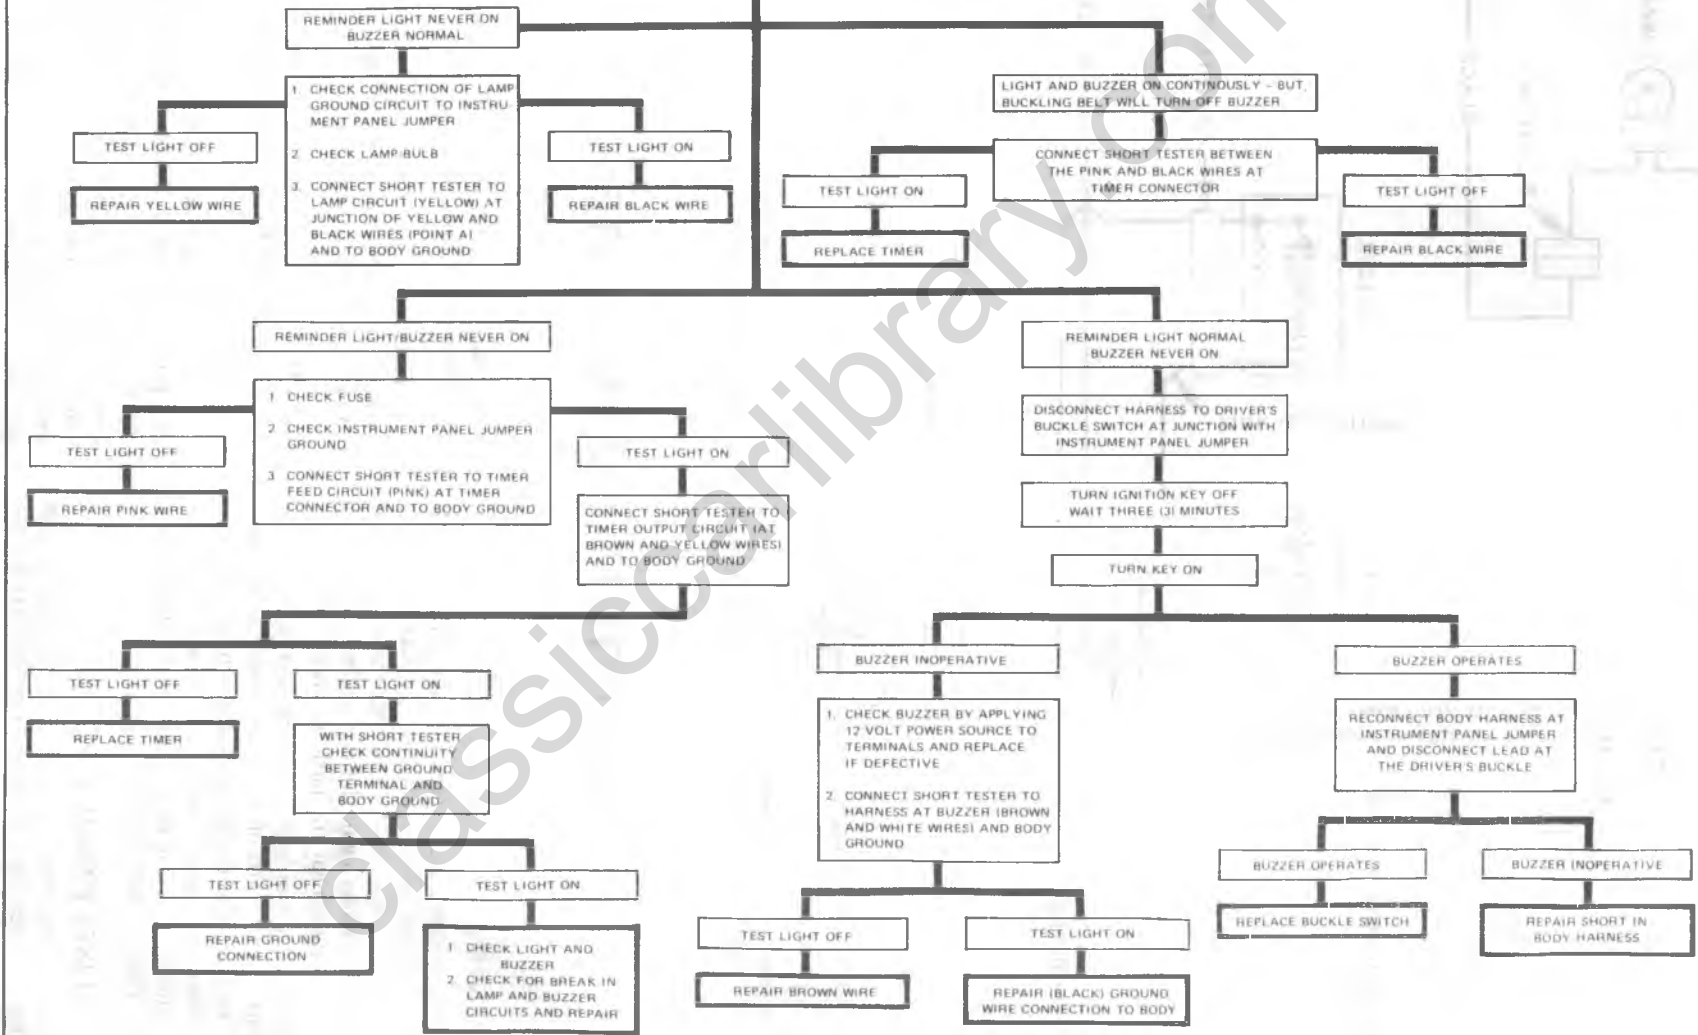 REMINDER LIGHT NEVER ON
BUZZER NORMAL
1. CHECK CONNECTION OF LAMP
GROUND CIRCUIT TO INSTRU-
MENT PANEL JUMPER
2. CHECK LAMP BULB
3. CONNECT SHORT TESTER TO
LAMP CIRCUIT (YELLOW) AT
JUNCTION OF YELLOW AND
BLACK WIRES (POINT A)
AND TO BODY GROUND
TEST LIGHT OFF
REPAIR YELLOW WIRE
TEST LIGHT ON
REPAIR BLACK WIRE
LIGHT AND BUZZER ON CONTINOUSLY - BUT,
BUCKLING BELT WILL TURN OFF BUZZER
CONNECT SHORT TESTER BETWEEN
THE PINK AND BLACK WIRES AT
TIMER CONNECTOR
TEST LIGHT ON
REPLACE TIMER
TEST LIGHT OFF
REPAIR BLACK WIRE
REMINDER LIGHT/BUZZER NEVER ON
1. CHECK FUSE
2. CHECK INSTRUMENT PANEL JUMPER
GROUND
3. CONNECT SHORT TESTER TO TIMER
FEED CIRCUIT (PINK) AT TIMER
CONNECTOR AND TO BODY GROUND
TEST LIGHT OFF
REPAIR PINK WIRE
TEST LIGHT ON
CONNECT SHORT TESTER TO
TIMER OUTPUT CIRCUIT (AT
BROWN AND YELLOW WIRES)
AND TO BODY GROUND
TEST LIGHT OFF
REPLACE TIMER
TEST LIGHT ON
WITH SHORT TESTER
CHECK CONTINUITY
BETWEEN GROUND
TERMINAL AND
BODY GROUND
TEST LIGHT OFF
REPAIR GROUND
CONNECTION
TEST LIGHT ON
1. CHECK LIGHT AND
BUZZER
2. CHECK FOR BREAK IN
LAMP AND BUZZER
CIRCUITS AND REPAIR
REMINDER LIGHT NORMAL
BUZZER NEVER ON
DISCONNECT HARNESS TO DRIVER'S
BUCKLE SWITCH AT JUNCTION WITH
INSTRUMENT PANEL JUMPER
TURN IGNITION KEY OFF
WAIT THREE (3) MINUTES
TURN KEY ON
BUZZER INOPERATIVE
1. CHECK BUZZER BY APPLYING
12 VOLT POWER SOURCE TO
TERMINALS AND REPLACE
IF DEFECTIVE
2. CONNECT SHORT TESTER TO
HARNESS AT BUZZER (BROWN
AND WHITE WIRES) AND BODY
GROUND
TEST LIGHT OFF
REPAIR BROWN WIRE
TEST LIGHT ON
REPAIR (BLACK) GROUND
WIRE CONNECTION TO BODY
BUZZER OPERATES
RECONNECT BODY HARNESS AT
INSTRUMENT PANEL JUMPER
AND DISCONNECT LEAD AT
THE DRIVER'S BUCKLE
BUZZER OPERATES
REPLACE BUCKLE SWITCH
BUZZER INOPERATIVE
REPAIR SHORT IN
BODY HARNESS
classiccarlibrary.com